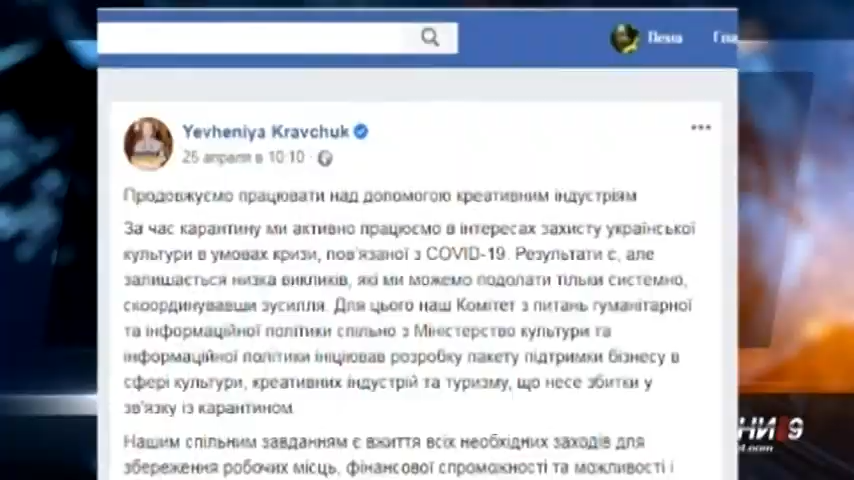 Yevheniya Kravchuk
25 апреля в 10:10
Продовжуємо працювати над допомогою креативним індустріям
За час карантину ми активно працюємо в інтересах захисту української
культури в умовах кризи, пов'язаної з COVID-19. Результати є, але
залишається низка викликів, які ми можемо подолати тільки системно,
скоординувавши зусилля. Для цього наш Комітет з питань гуманітарної
та інформаційної політики спільно з Міністерство культури та
інформаційної політики ініціював розробку пакету підтримки бізнесу в
сфері культури, креативних індустрій та туризму, що несе збитки у
зв'язку із карантином
Нашим спільним завданням є вжиття всіх необхідних заходів для
збереження робочих місць, фінансової спроможності та можливості і